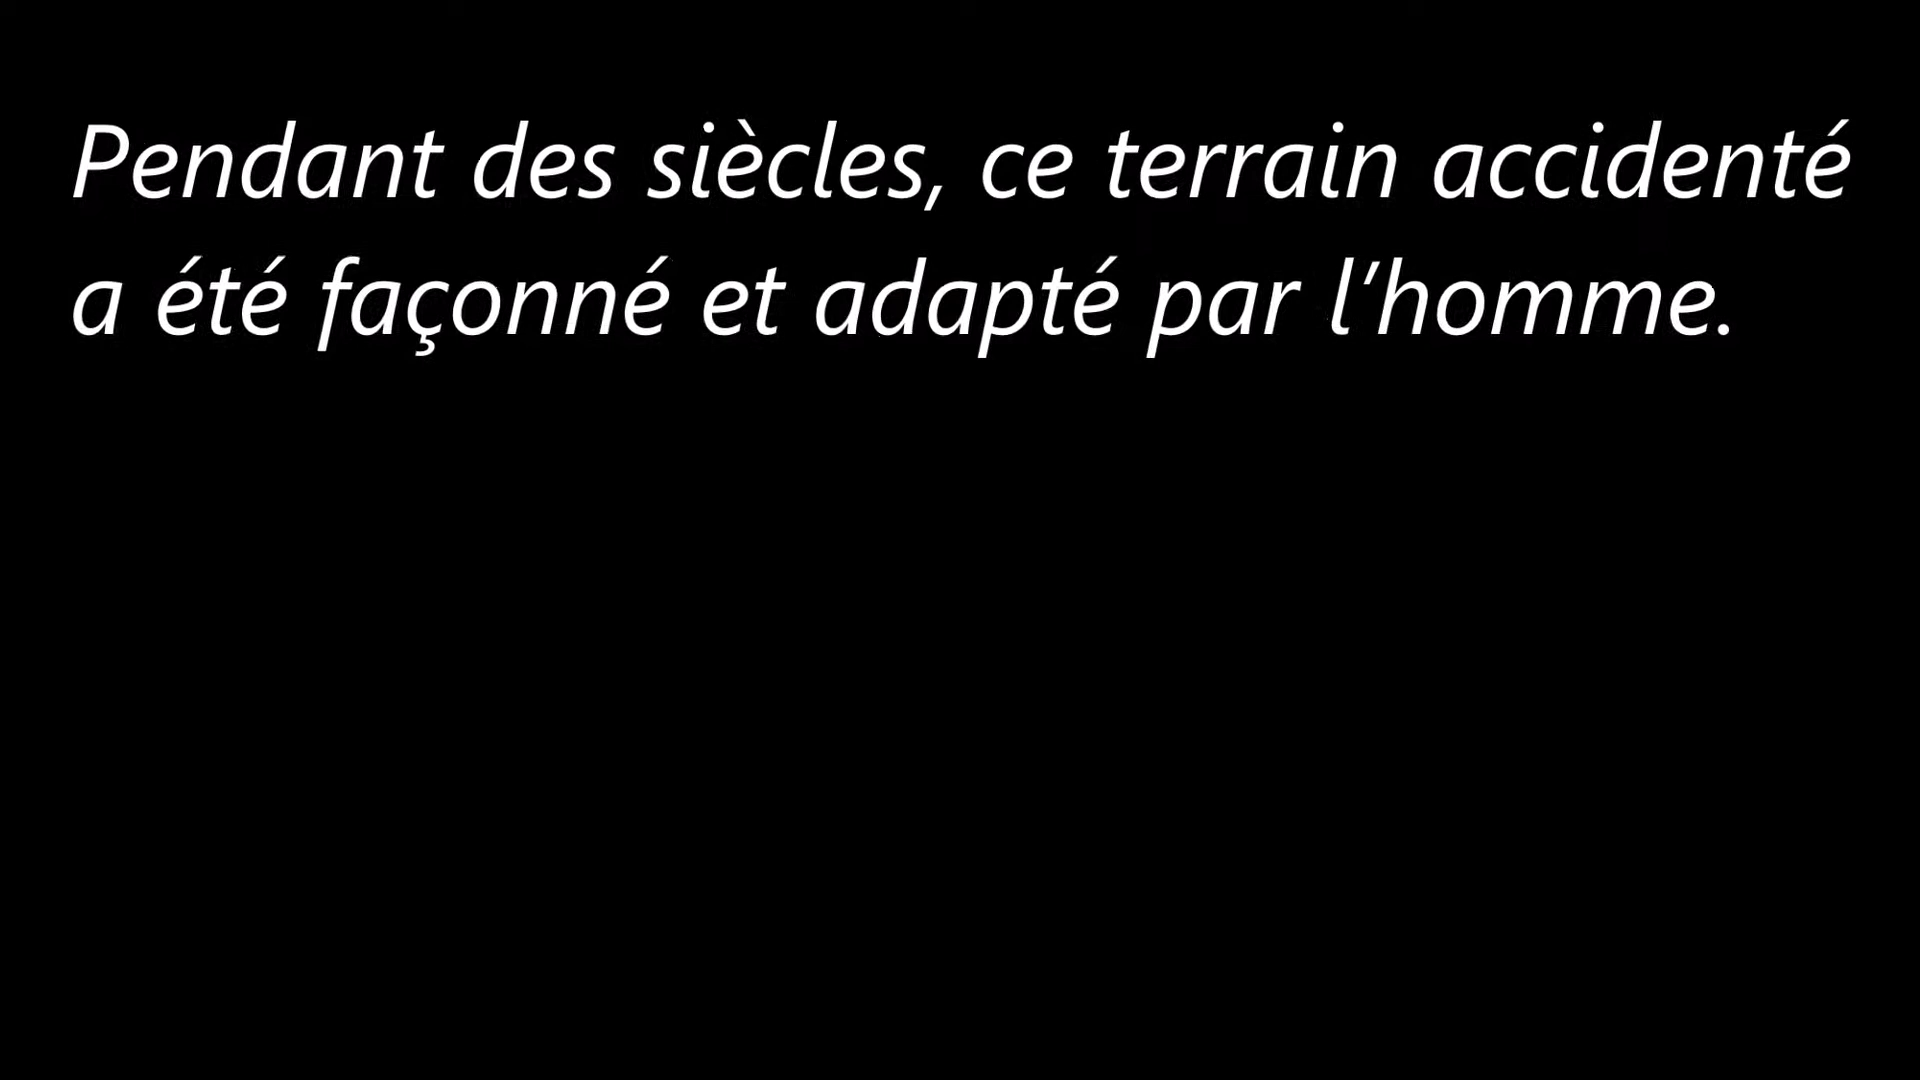 Pendant des siècles, ce terrain accidenté
a été façonné et adapté par l’homme.